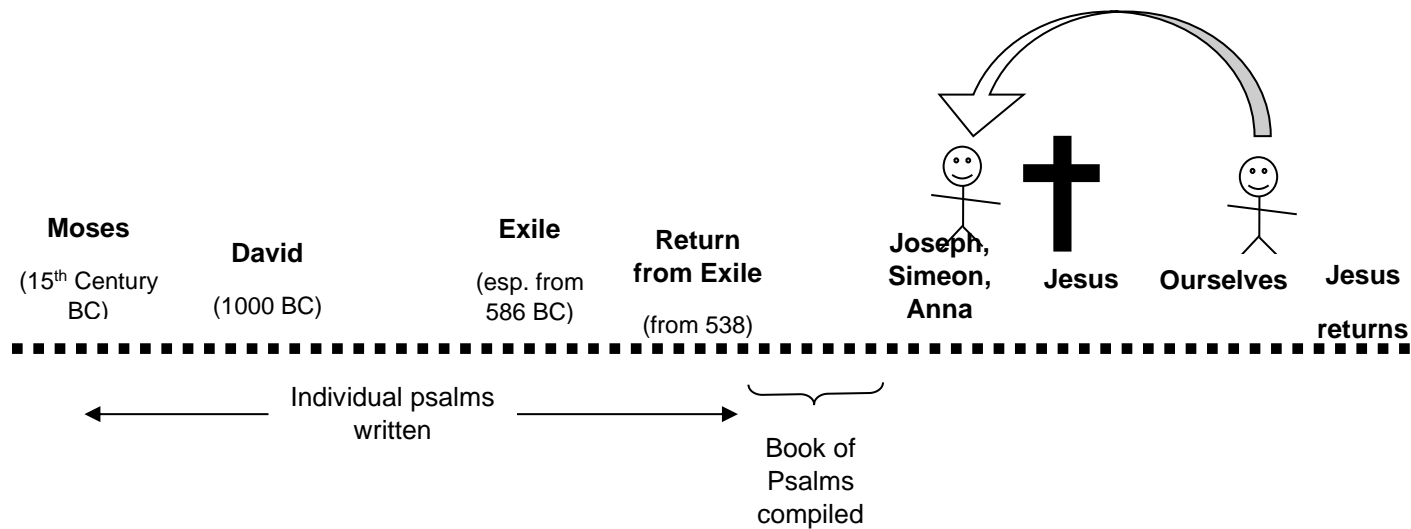 Moses
(15th Century
BC)
David
(1000 BC)
Exile
(esp. from
586 BC)
Return
from Exile
(from 538)
Joseph,
Simeon,
Anna
Jesus
Ourselves
Jesus
returns
Individual psalms
written
Book of
Psalms
compiled